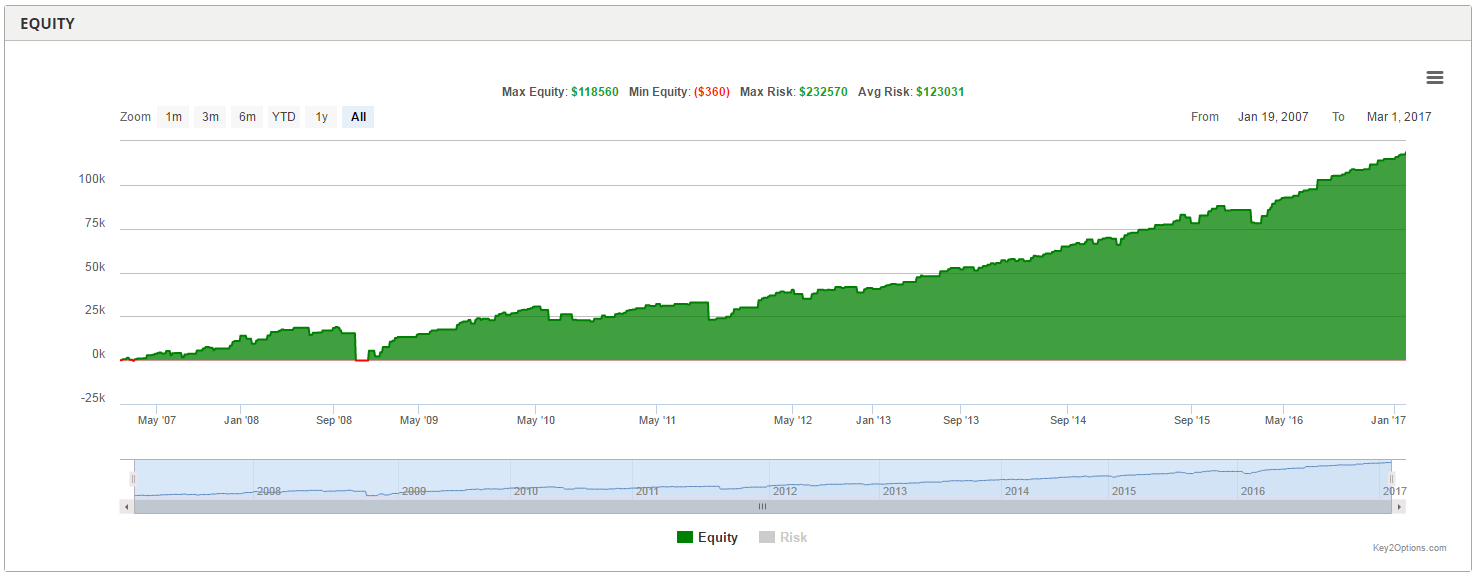 EQUITY
Max Equity: $118560 Min Equity: ($360) Max Risk: $232570 Avg Risk: $123031
Zoom 1m 3m 6m YTD 1y All From Jan 19, 2007 To Mar 1, 2017
100k
75k
50k
25k
0k
-25k
May '07 Jan '08 Sep '08 May '09 May '10 May '11 May '12 Jan '13 Sep '13 Sep '14 Sep '15 May '16 Jan '17
2008 2009 2010 2011 2012 2013 2014 2015 2016 2017
Equity Risk
Key2Options.com